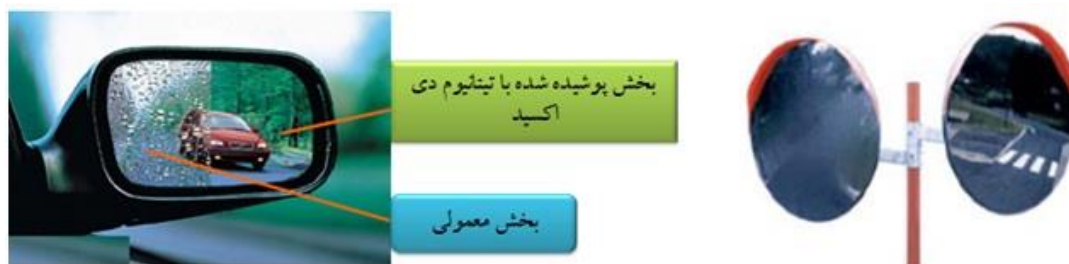 بخش پوشیده شده با تیتانیوم دی
اکسید
بخش معمولی